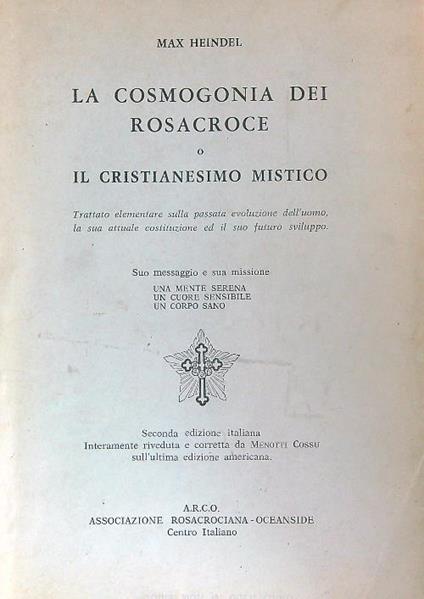 MAX HEINDEL
LA COSMOGONIA DEI
ROSACROCE
o
IL CRISTIANESIMO MISTICO
Trattato elementare sulla passata evoluzione dell'uomo,
la sua attuale costituzione ed il suo futuro sviluppo.
Suo messaggio e sua missione
UNA MENTE SERENA
UN CUORE SENSIBILE
UN CORPO SANO
Seconda edizione italiana
Interamente riveduta e corretta da MENOTTI COSSU
sull'ultima edizione americana.
A.R.C.O.
ASSOCIAZIONE ROSACROCIANA - OCEANSIDE
Centro Italiano